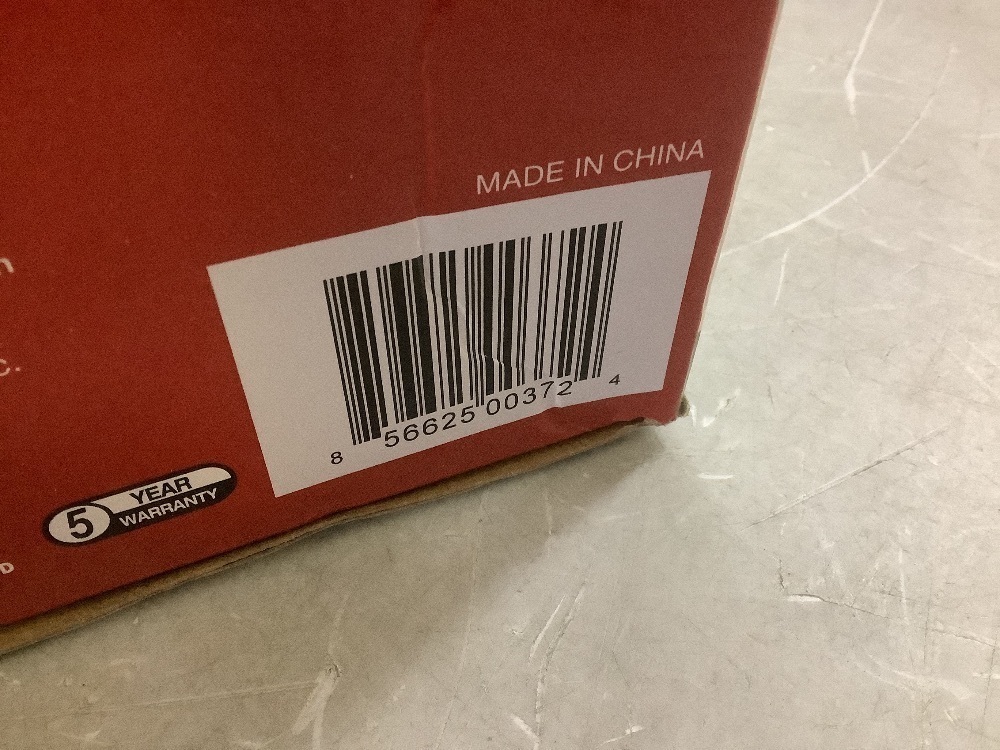 MADE IN CHINA
8 56625 00372 4
5 YEAR
WARRANTY